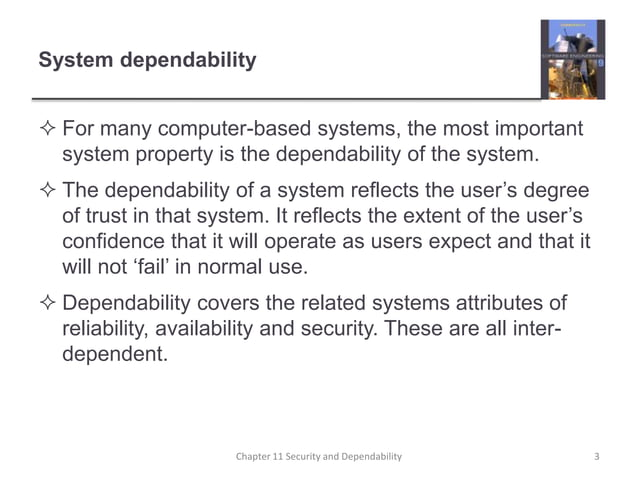 System dependability
SOFTWARE ENGINEERING
9
✧ For many computer-based systems, the most important
system property is the dependability of the system.
✧ The dependability of a system reflects the user’s degree
of trust in that system. It reflects the extent of the user’s
confidence that it will operate as users expect and that it
will not ‘fail’ in normal use.
✧ Dependability covers the related systems attributes of
reliability, availability and security. These are all inter-
dependent.
Chapter 11 Security and Dependability
3